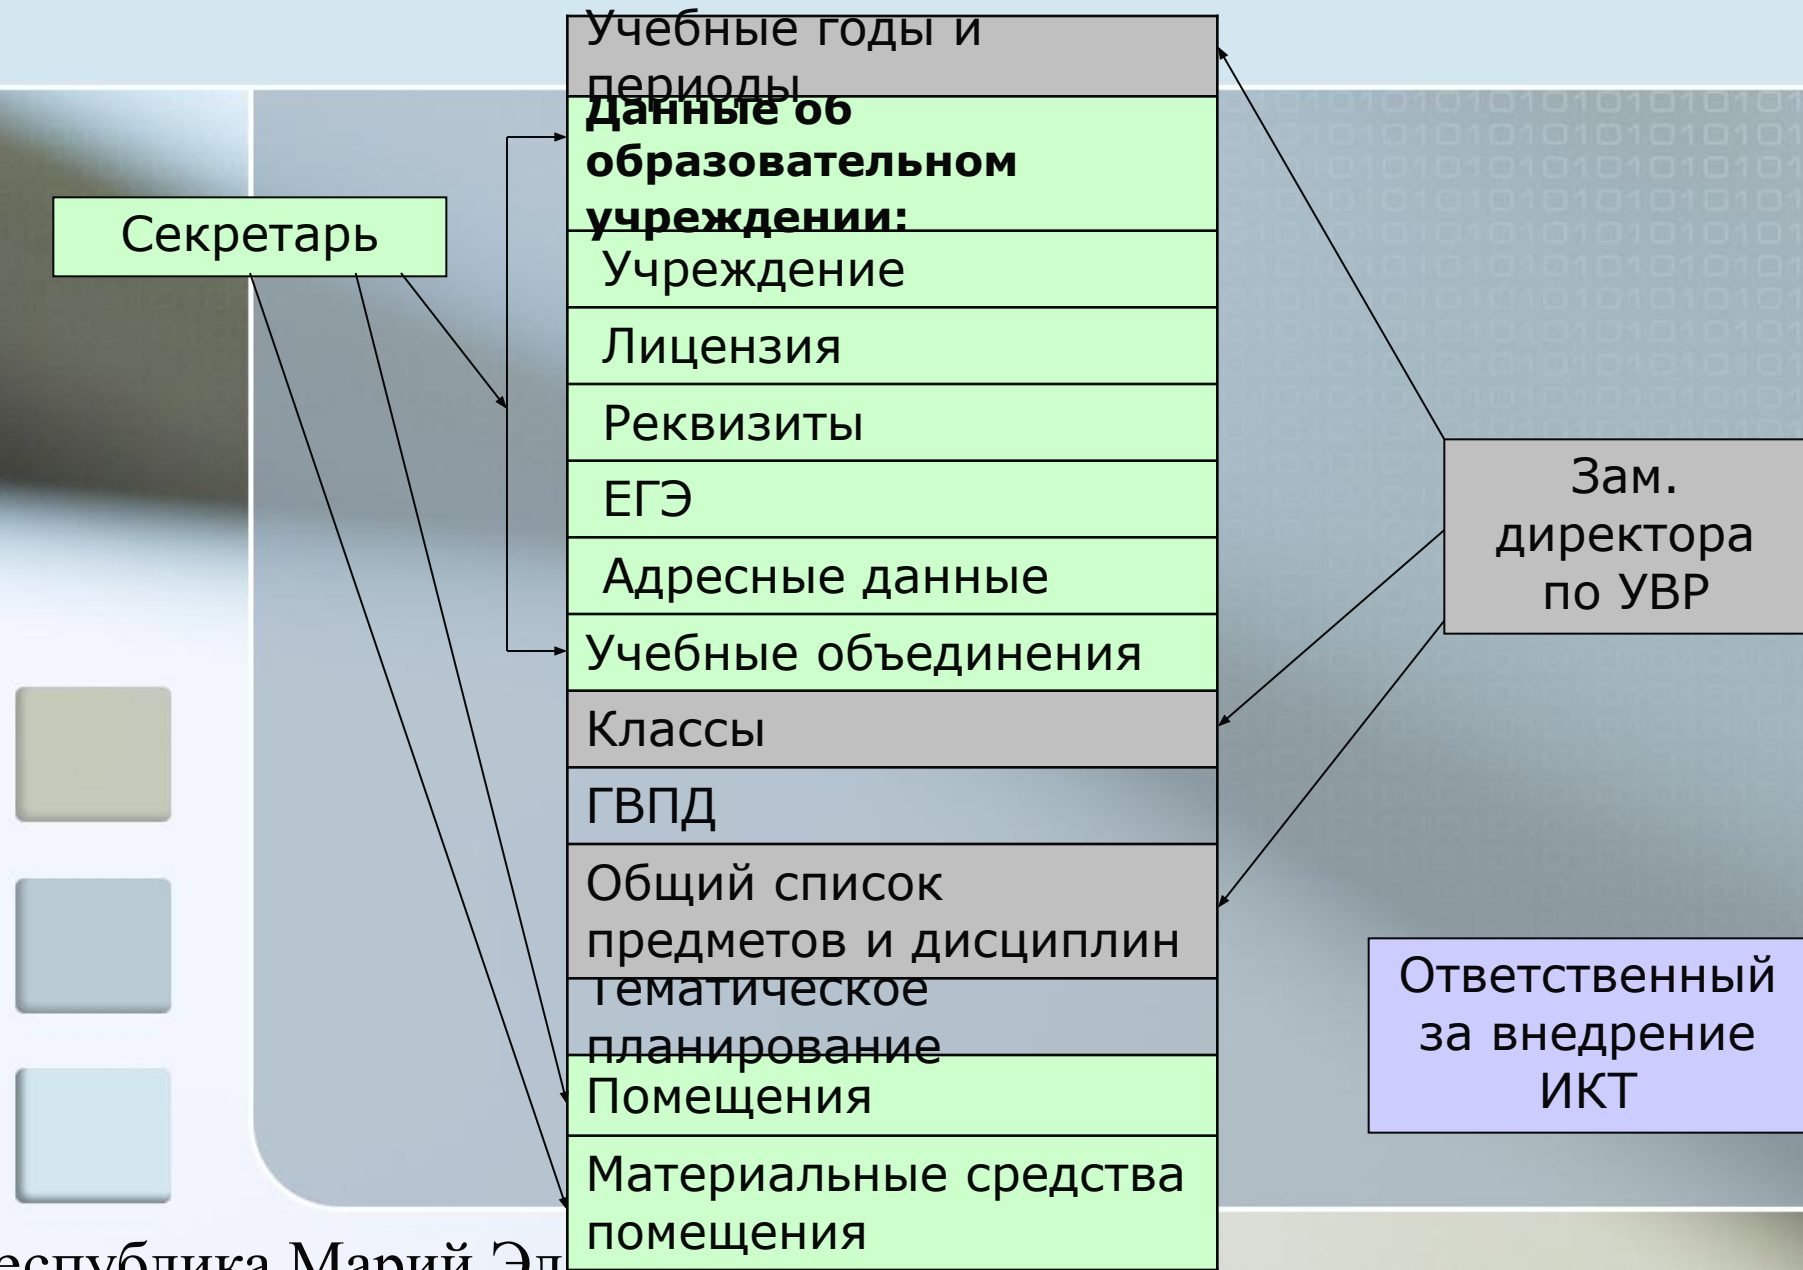 Учебные годы и
периоды
Данные об
образовательном
учреждении:
Секретарь
Учреждение
Лицензия
Реквизиты
ЕГЭ
Адресные данные
Учебные объединения
Классы
ГВПД
Общий список
предметов и дисциплин
Тематическое
планирование
Помещения
Материальные средства
помещения
Зам.
директора
по УВР
Ответственный
за внедрение
ИКТ
еспублика Марий Эл